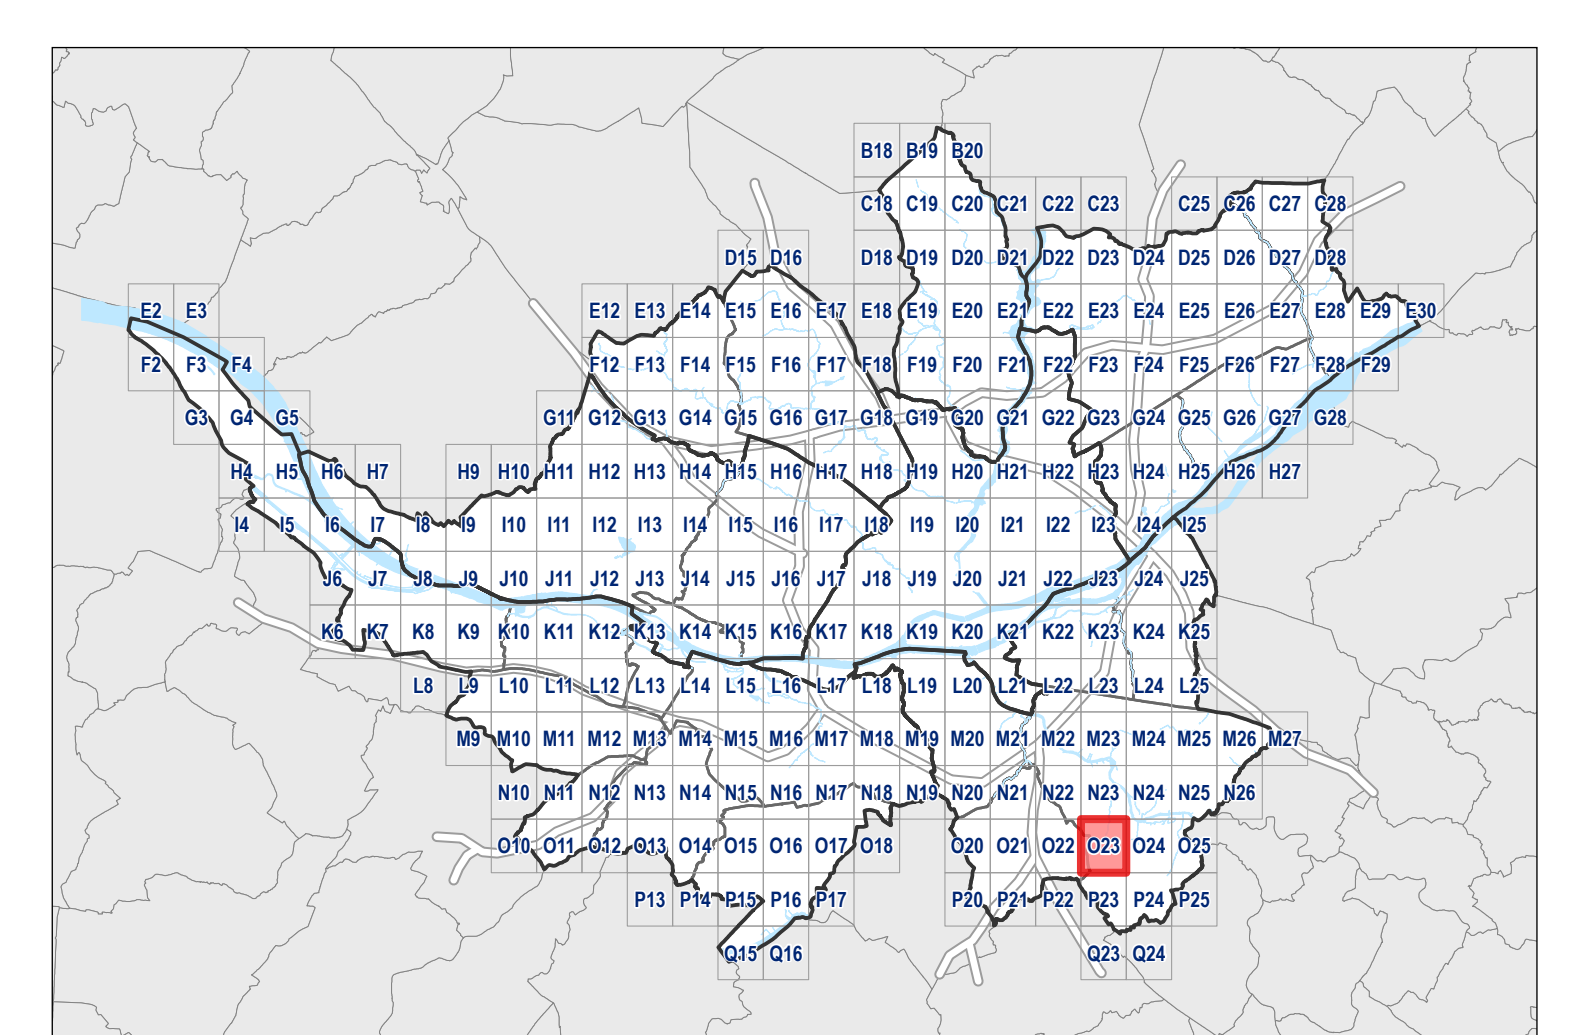 B18 B19 B20
C18 C19 C20 C21 C22 C23 C25 C26 C27 C28
D15 D16 D18 D19 D20 D21 D22 D23 D24 D25 D26 D27 D28
E2 E3 E12 E13 E14 E15 E16 E17 E18 E19 E20 E21 E22 E23 E24 E25 E26 E27 E28 E29 E30
F2 F3 F4 F12 F13 F14 F15 F16 F17 F18 F19 F20 F21 F22 F23 F24 F25 F26 F27 F28 F29
G3 G4 G5 G11 G12 G13 G14 G15 G16 G17 G18 G19 G20 G21 G22 G23 G24 G25 G26 G27 G28
H4 H5 H6 H7 H9 H10 H11 H12 H13 H14 H15 H16 H17 H18 H19 H20 H21 H22 H23 H24 H25 H26 H27
I4 I5 I6 I7 I8 I9 I10 I11 I12 I13 I14 I15 I16 I17 I18 I19 I20 I21 I22 I23 I24 I25
J6 J7 J8 J9 J10 J11 J12 J13 J14 J15 J16 J17 J18 J19 J20 J21 J22 J23 J24 J25
K6 K7 K8 K9 K10 K11 K12 K13 K14 K15 K16 K17 K18 K19 K20 K21 K22 K23 K24 K25
L8 L9 L10 L11 L12 L13 L14 L15 L16 L17 L18 L19 L20 L21 L22 L23 L24 L25
M9 M10 M11 M12 M13 M14 M15 M16 M17 M18 M19 M20 M21 M22 M23 M24 M25 M26 M27
N10 N11 N12 N13 N14 N15 N16 N17 N18 N19 N20 N21 N22 N23 N24 N25 N26
O10 O11 O12 O13 O14 O15 O16 O17 O18 O20 O21 O22 O23 O24 O25
P13 P14 P15 P16 P17 P20 P21 P22 P23 P24 P25
Q15 Q16 Q23 Q24